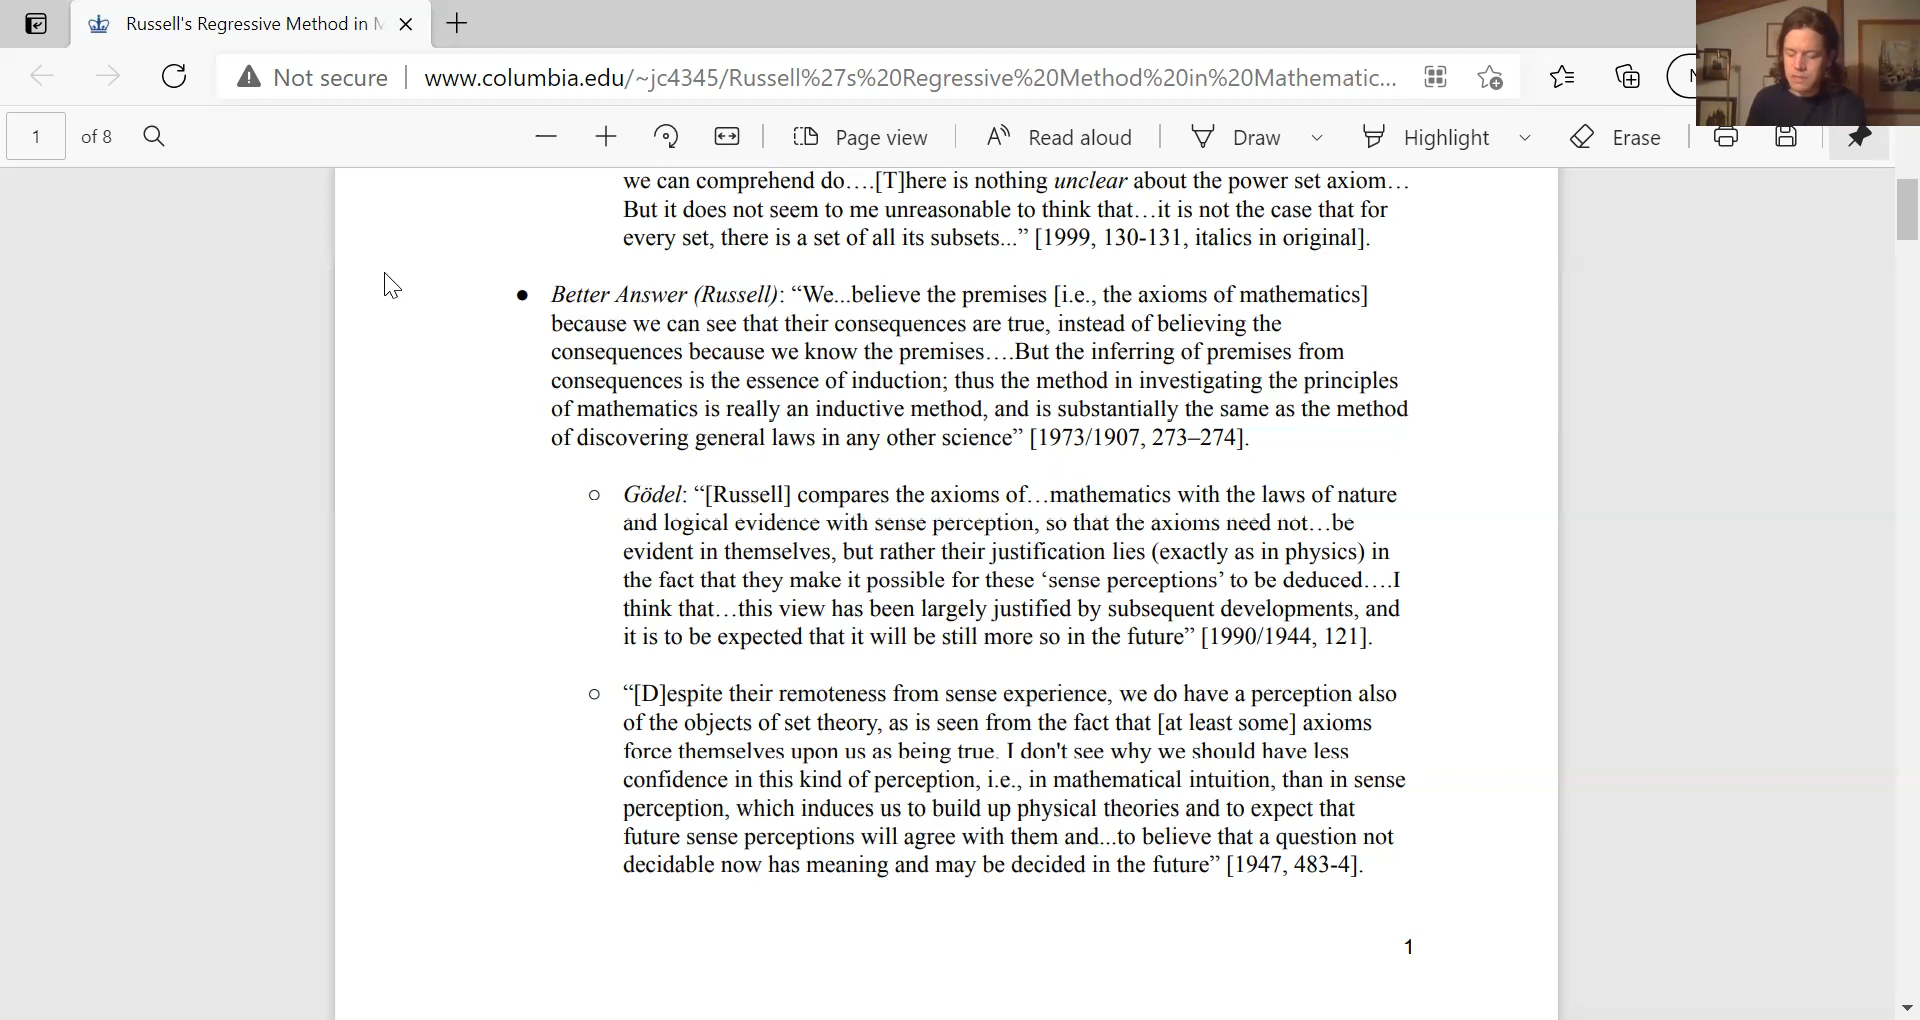 Russell's Regressive Method in M
Not secure
www.columbia.edu/~jc4345/Russell%27s%20Regressive%20Method%20in%20Mathematic...
1
of 8
Page view
Read aloud
Draw
Highlight
Erase
we can comprehend do….[T]here is nothing unclear about the power set axiom…
But it does not seem to me unreasonable to think that…it is not the case that for
every set, there is a set of all its subsets...” [1999, 130-131, italics in original].
● Better Answer (Russell): “We...believe the premises [i.e., the axioms of mathematics]
because we can see that their consequences are true, instead of believing the
consequences because we know the premises….But the inferring of premises from
consequences is the essence of induction; thus the method in investigating the principles
of mathematics is really an inductive method, and is substantially the same as the method
of discovering general laws in any other science” [1973/1907, 273–274].
○ Gödel: “[Russell] compares the axioms of…mathematics with the laws of nature
and logical evidence with sense perception, so that the axioms need not…be
evident in themselves, but rather their justification lies (exactly as in physics) in
the fact that they make it possible for these ‘sense perceptions’ to be deduced….I
think that…this view has been largely justified by subsequent developments, and
it is to be expected that it will be still more so in the future” [1990/1944, 121].
○ “[D]espite their remoteness from sense experience, we do have a perception also
of the objects of set theory, as is seen from the fact that [at least some] axioms
force themselves upon us as being true. I don't see why we should have less
confidence in this kind of perception, i.e., in mathematical intuition, than in sense
perception, which induces us to build up physical theories and to expect that
future sense perceptions will agree with them and...to believe that a question not
decidable now has meaning and may be decided in the future” [1947, 483-4].
1